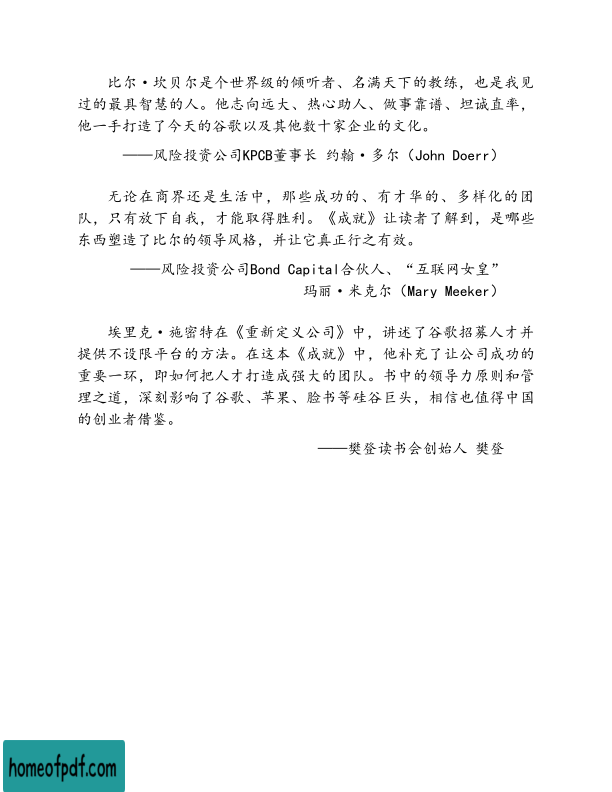 比尔·坎贝尔是个世界级的倾听者、名满天下的教练，也是我见
过的最具智慧的人。他志向远大、热心助人、做事靠谱、坦诚直率，
他一手打造了今天的谷歌以及其他数十家企业的文化。
——风险投资公司KPCB董事长 约翰·多尔（John Doerr）
无论在商界还是生活中，那些成功的、有才华的、多样化的团
队，只有放下自我，才能取得胜利。《成就》让读者了解到，是哪些
东西塑造了比尔的领导风格，并让它真正行之有效。
——风险投资公司Bond Capital合伙人、“互联网女皇”
玛丽·米克尔（Mary Meeker）
埃里克·施密特在《重新定义公司》中，讲述了谷歌招募人才并
提供不设限平台的方法。在这本《成就》中，他补充了让公司成功的
重要一环，即如何把人才打造成强大的团队。书中的领导力原则和管
理之道，深刻影响了谷歌、苹果、脸书等硅谷巨头，相信也值得中国
的创业者借鉴。
——樊登读书会创始人 樊登
homeofpdf.com